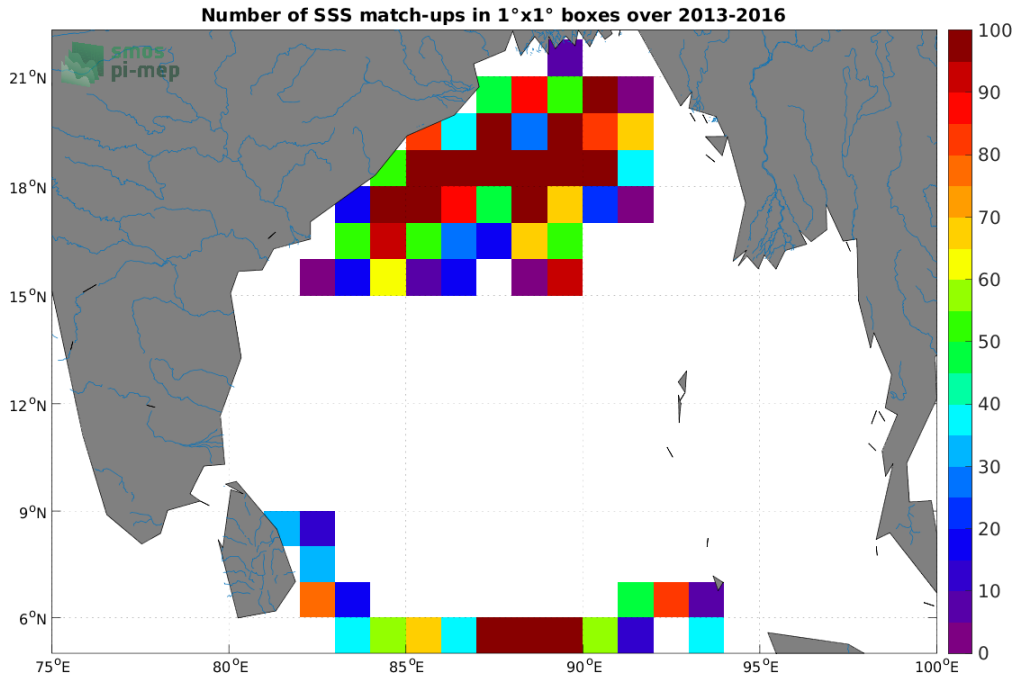 Number of SSS match-ups in 1°x1° boxes over 2013-2016
smos
pi-mep
21°N
18°N
15°N
12°N
9°N
6°N
75°E
80°E
85°E
90°E
95°E
100°E
100
90
80
70
60
50
40
30
20
10
0